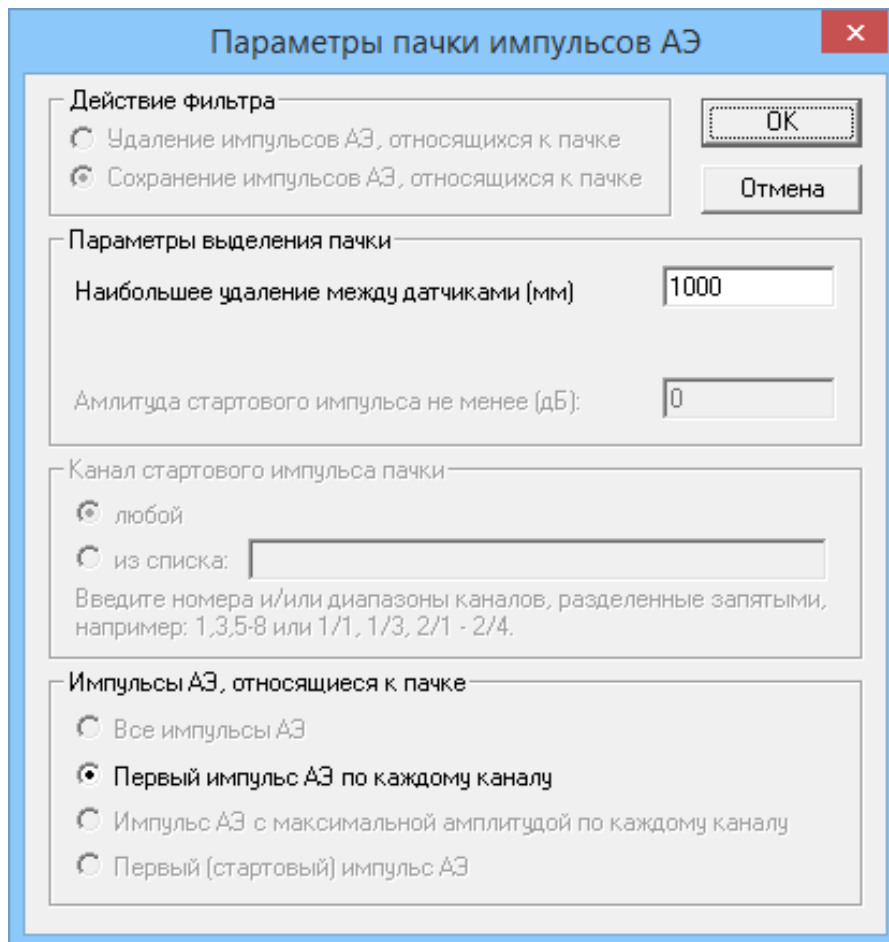 Параметры пачки импульсов АЭ
Действие фильтра
Удаление импульсов АЭ, относящихся к пачке
Сохранение импульсов АЭ, относящихся к пачке
OK
Отмена
Параметры выделения пачки
Наибольшее удаление между датчиками (мм)
1000
Амлитуда стартового импульса не менее (дБ):
0
Канал стартового импульса пачки
любой
из списка:
Введите номера и/или диапазоны каналов, разделенные запятыми,
например: 1,3,5-8 или 1/1, 1/3, 2/1 - 2/4.
Импульсы АЭ, относящиеся к пачке
Все импульсы АЭ
Первый импульс АЭ по каждому каналу
Импульс АЭ с максимальной амплитудой по каждому каналу
Первый (стартовый) импульс АЭ